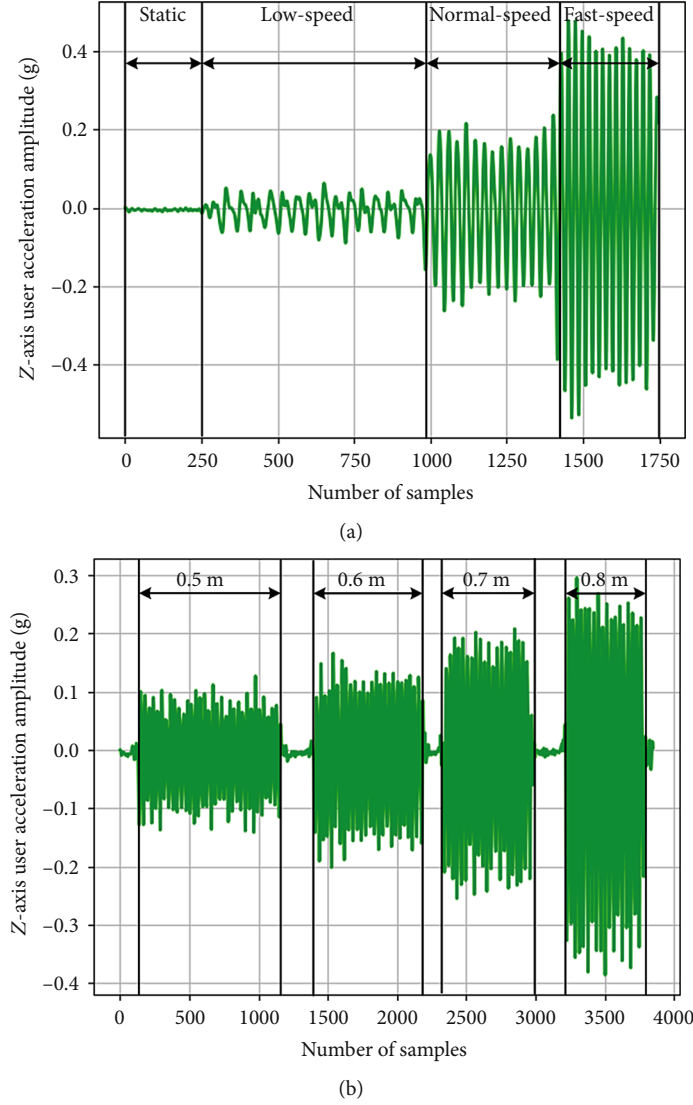 Static Low-speed Normal-speed Fast-speed
0.4
0.2
0.0
–0.2
–0.4
Z-axis user acceleration amplitude (g)
0 250 500 750 1000 1250 1500 1750
Number of samples
(a)
0.5 m 0.6 m 0.7 m 0.8 m
0.3
0.2
0.1
0.0
–0.1
–0.2
–0.3
–0.4
Z-axis user acceleration amplitude (g)
0 500 1000 1500 2000 2500 3000 3500 4000
Number of samples
(b)